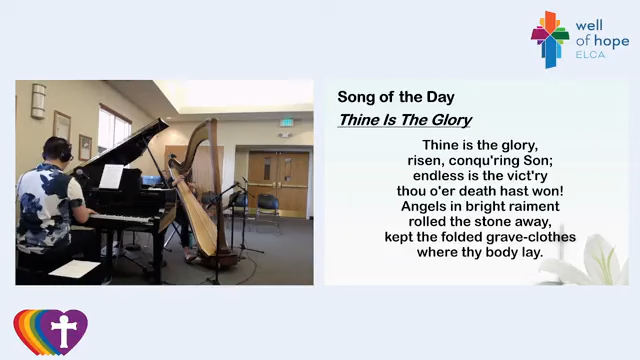 well
of hope
ELCA
Song of the Day
Thine Is The Glory
Thine is the glory,
risen, conqu'ring Son;
endless is the vict'ry
thou o'er death hast won!
Angels in bright raiment
rolled the stone away,
kept the folded grave-clothes
where thy body lay.